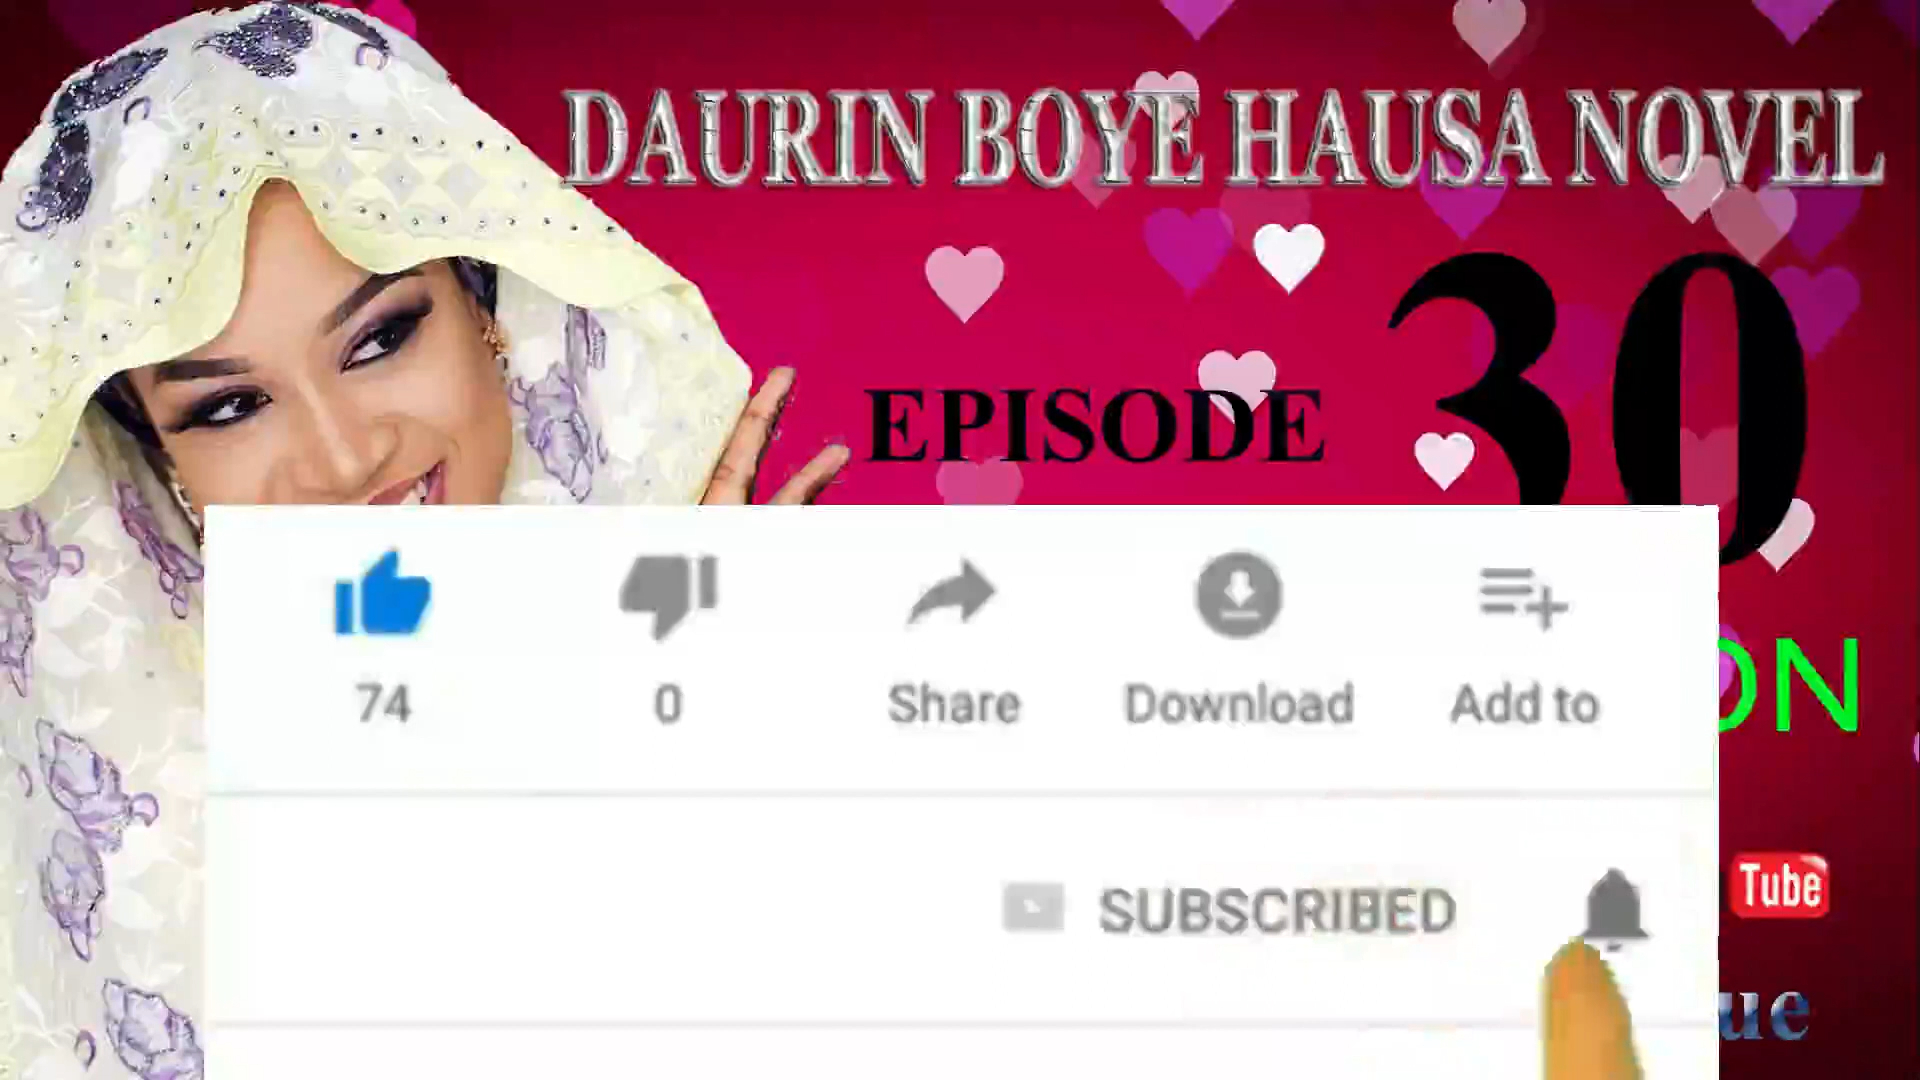 DAURIN BOYE HAUSA NOVEL
EPISODE 30
74 0 Share Download Add to
SUBSCRIBED
Tube